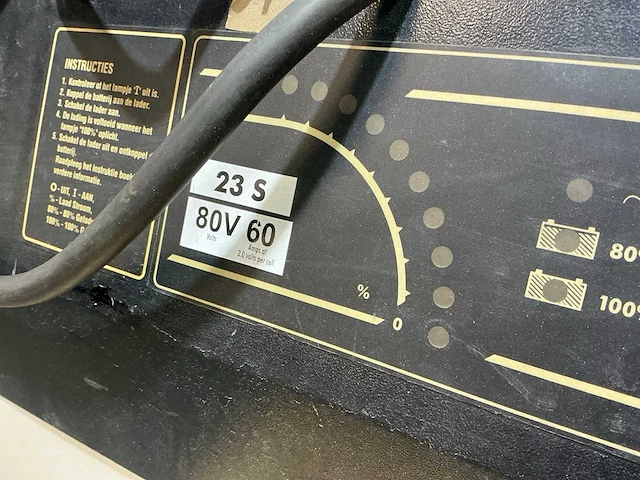 INSTRUCTIES
1. Kontroleer of het lampje 'I' uit is.
2. Koppel de batterij aan de lader.
3. Schakel de lader aan.
4. De lading is voltooid wanneer het
lampje '100%' oplicht.
5. Schakel de lader uit en ontkoppel
batterij.
Raadpleeg het instruktie
verdere informatie.
O - UIT, I - AAN,
% - Laad Stroom,
80% - 80%
100% - 100%
23 S
80V 60
Volts
Amps at
2.0 volts per cell
%
0
80
100